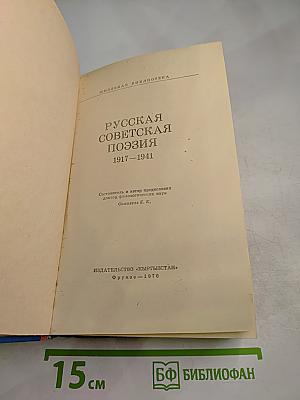 ШКОЛЬНАЯ БИБЛИОТЕКА
РУССКАЯ
СОВЕТСКАЯ
ПОЭЗИЯ
1917—1941
Составитель и автор предисловия
доктор филологических наук
К. К.
ИЗДАТЕЛЬСТВО «КЫРГЫЗСТАН»
Фрунзе—1976
15 см
БФ БИБЛИОФАН